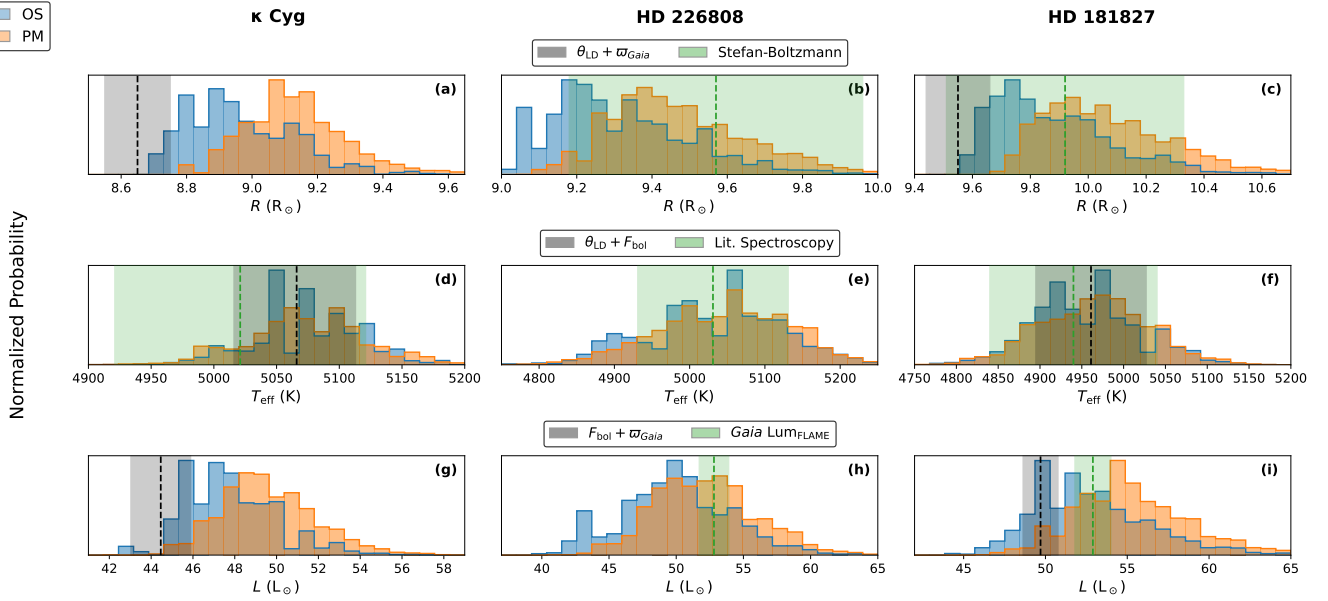 κ Cyg HD 226808 HD 181827
OS
PM
θLD + ϖGaia Stefan-Boltzmann
(a) (b) (c)
8.6 8.8 9.0 9.2 9.4 9.6 9.0 9.2 9.4 9.6 9.8 10.0 9.4 9.6 9.8 10.0 10.2 10.4 10.6
R (R⊙) R (R⊙) R (R⊙)
θLD + Fbol Lit. Spectroscopy
Normalized Probability
(d) (e) (f)
4900 4950 5000 5050 5100 5150 5200 4800 4900 5000 5100 5200 4750 4800 4850 4900 4950 5000 5050 5100 5150 5200
Teff (K) Teff (K) Teff (K)
Fbol + ϖGaia Gaia LumFLAME
(g) (h) (i)
42 44 46 48 50 52 54 56 58 40 45 50 55 60 65 45 50 55 60 65
L (L⊙) L (L⊙) L (L⊙)